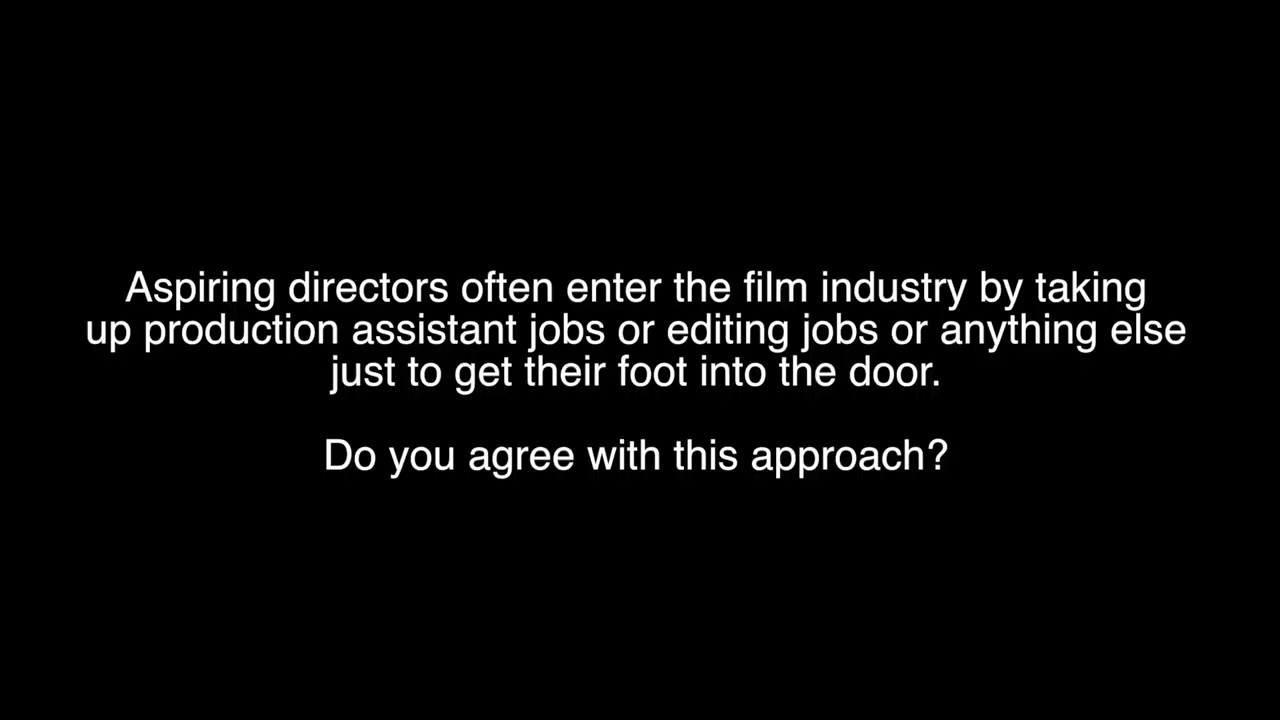 Aspiring directors often enter the film industry by taking
up production assistant jobs or editing jobs or anything else
just to get their foot into the door.
Do you agree with this approach?